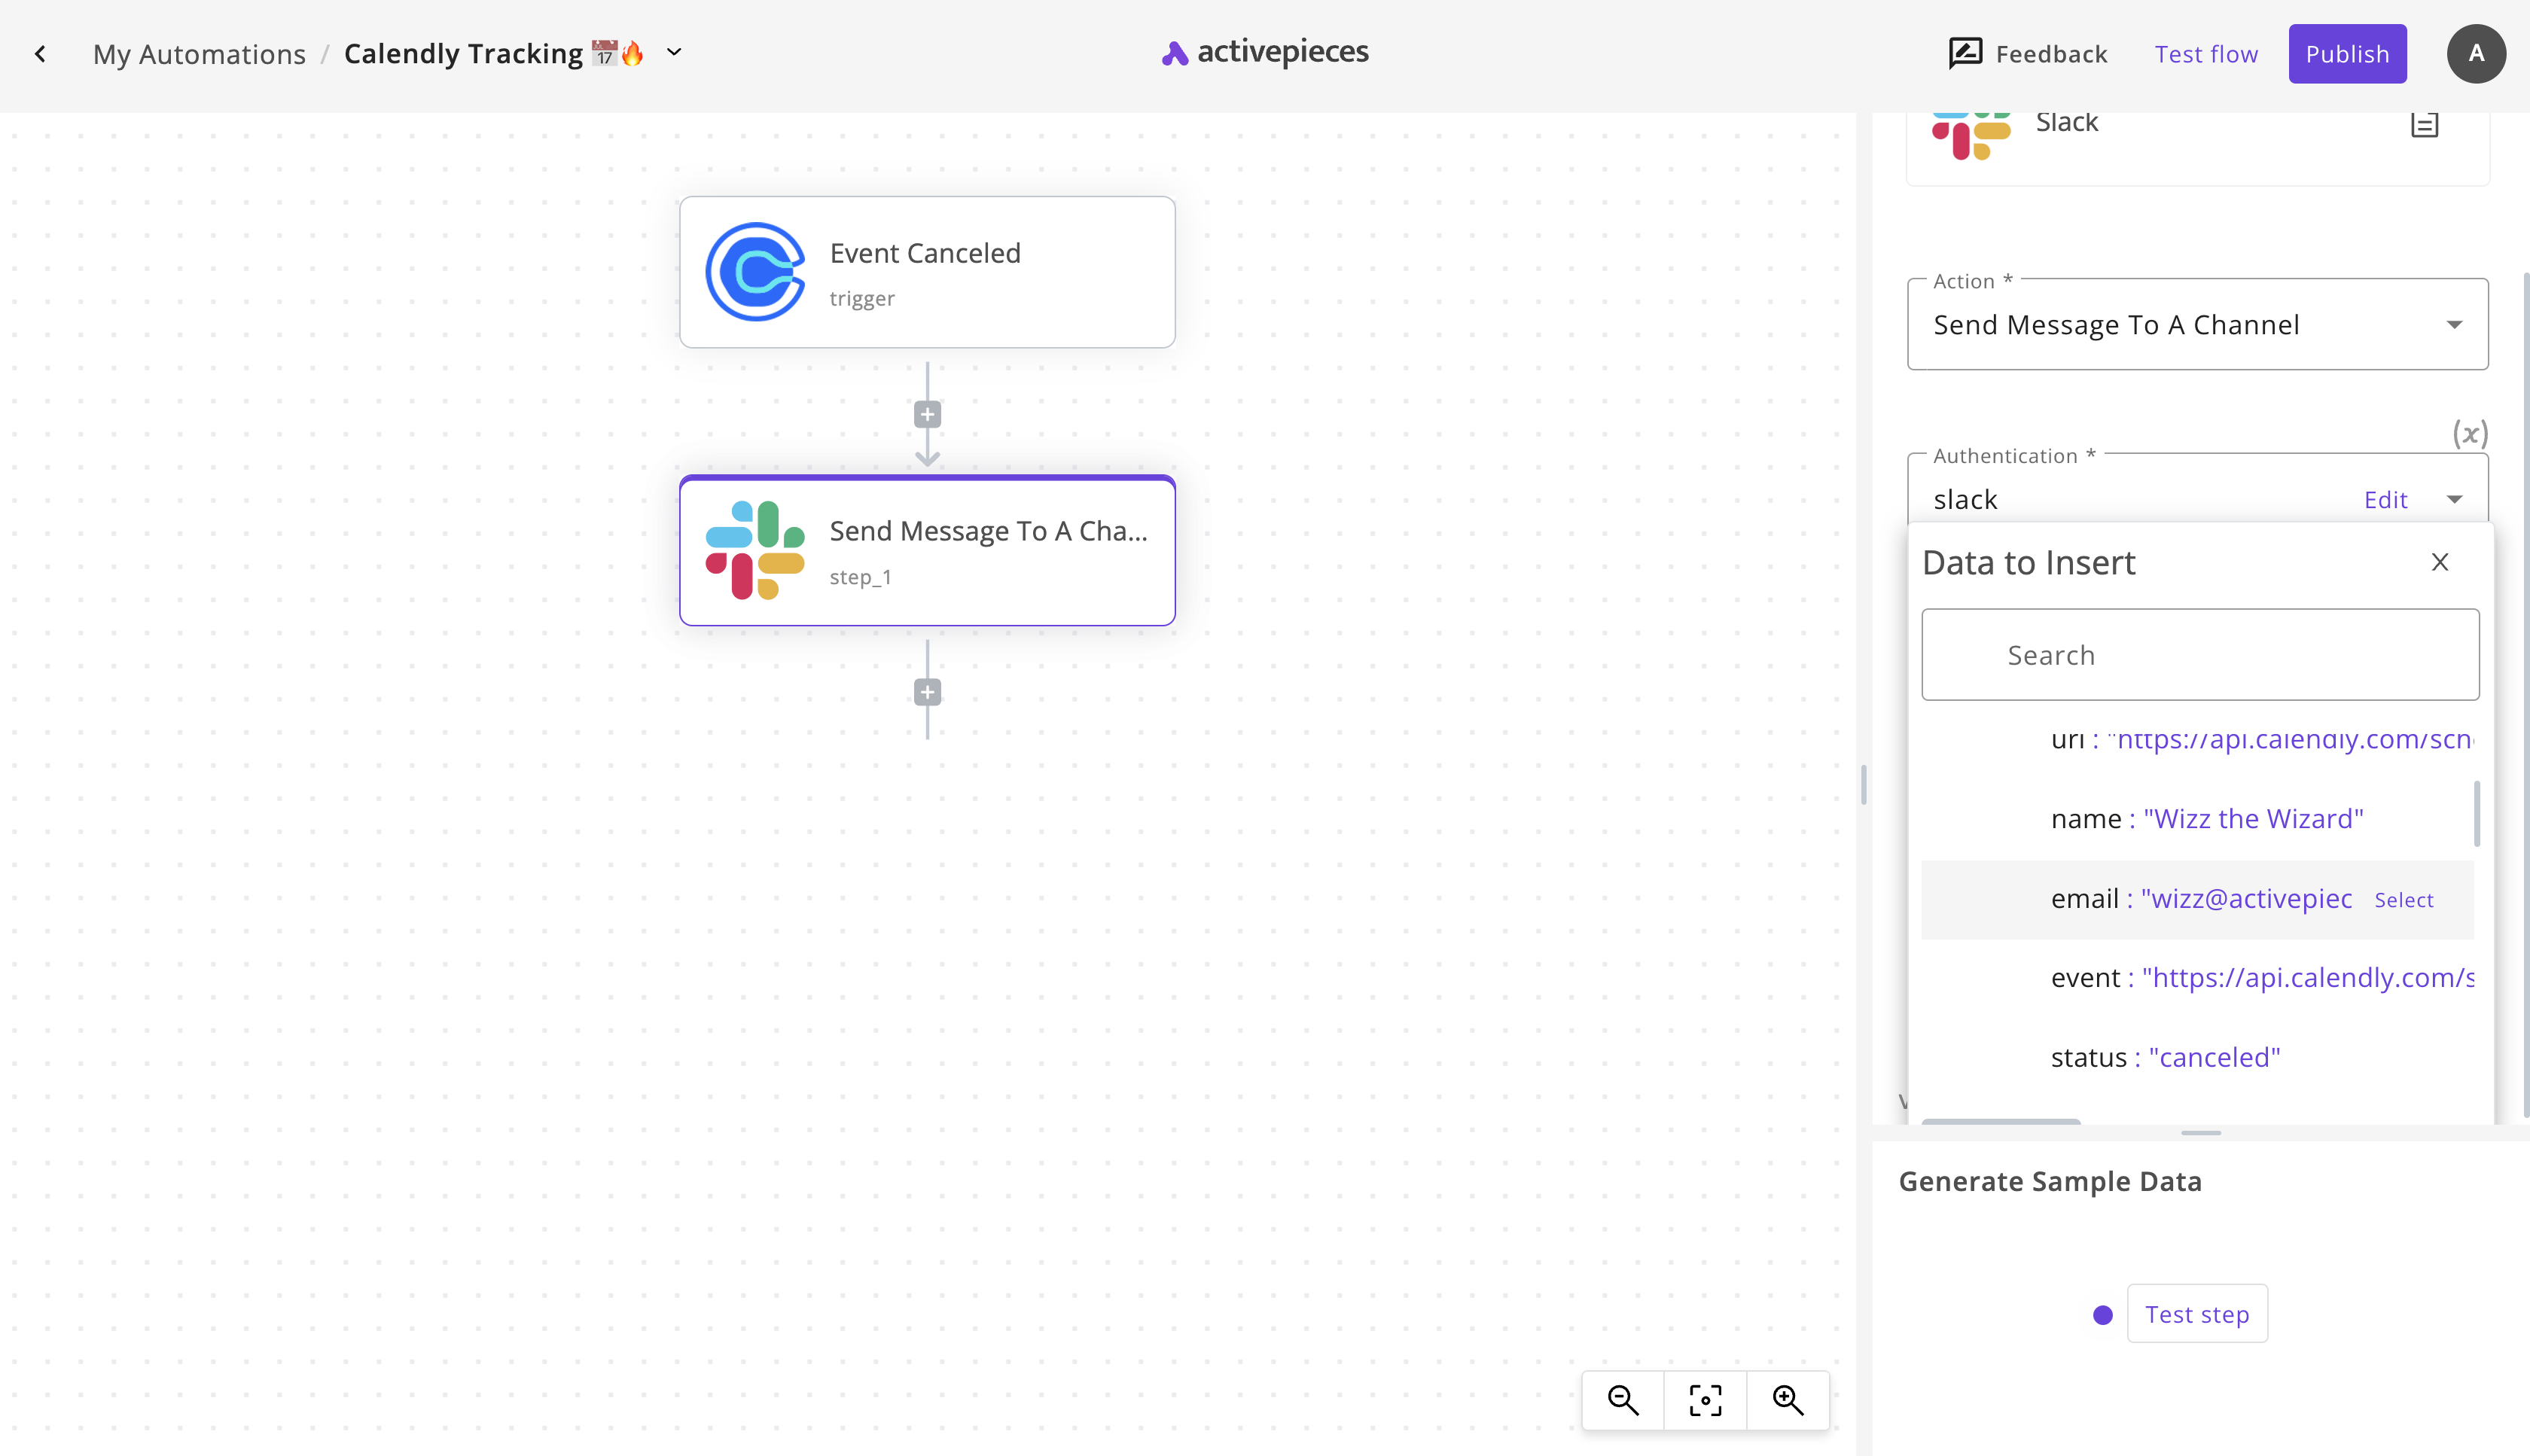 My Automations / Calendly Tracking
activepieces
Feedback
Test flow
Publish
A
Slack
Event Canceled
trigger
Send Message To A Cha...
step_1
Action *
Send Message To A Channel
(x)
Authentication *
slack
Edit
Data to Insert
X
Search
uri : "https://api.calendly.com/sch
name : "Wizz the Wizard"
email : "wizz@activepiec
Select
event : "https://api.calendly.com/s
status : "canceled"
Generate Sample Data
Test step